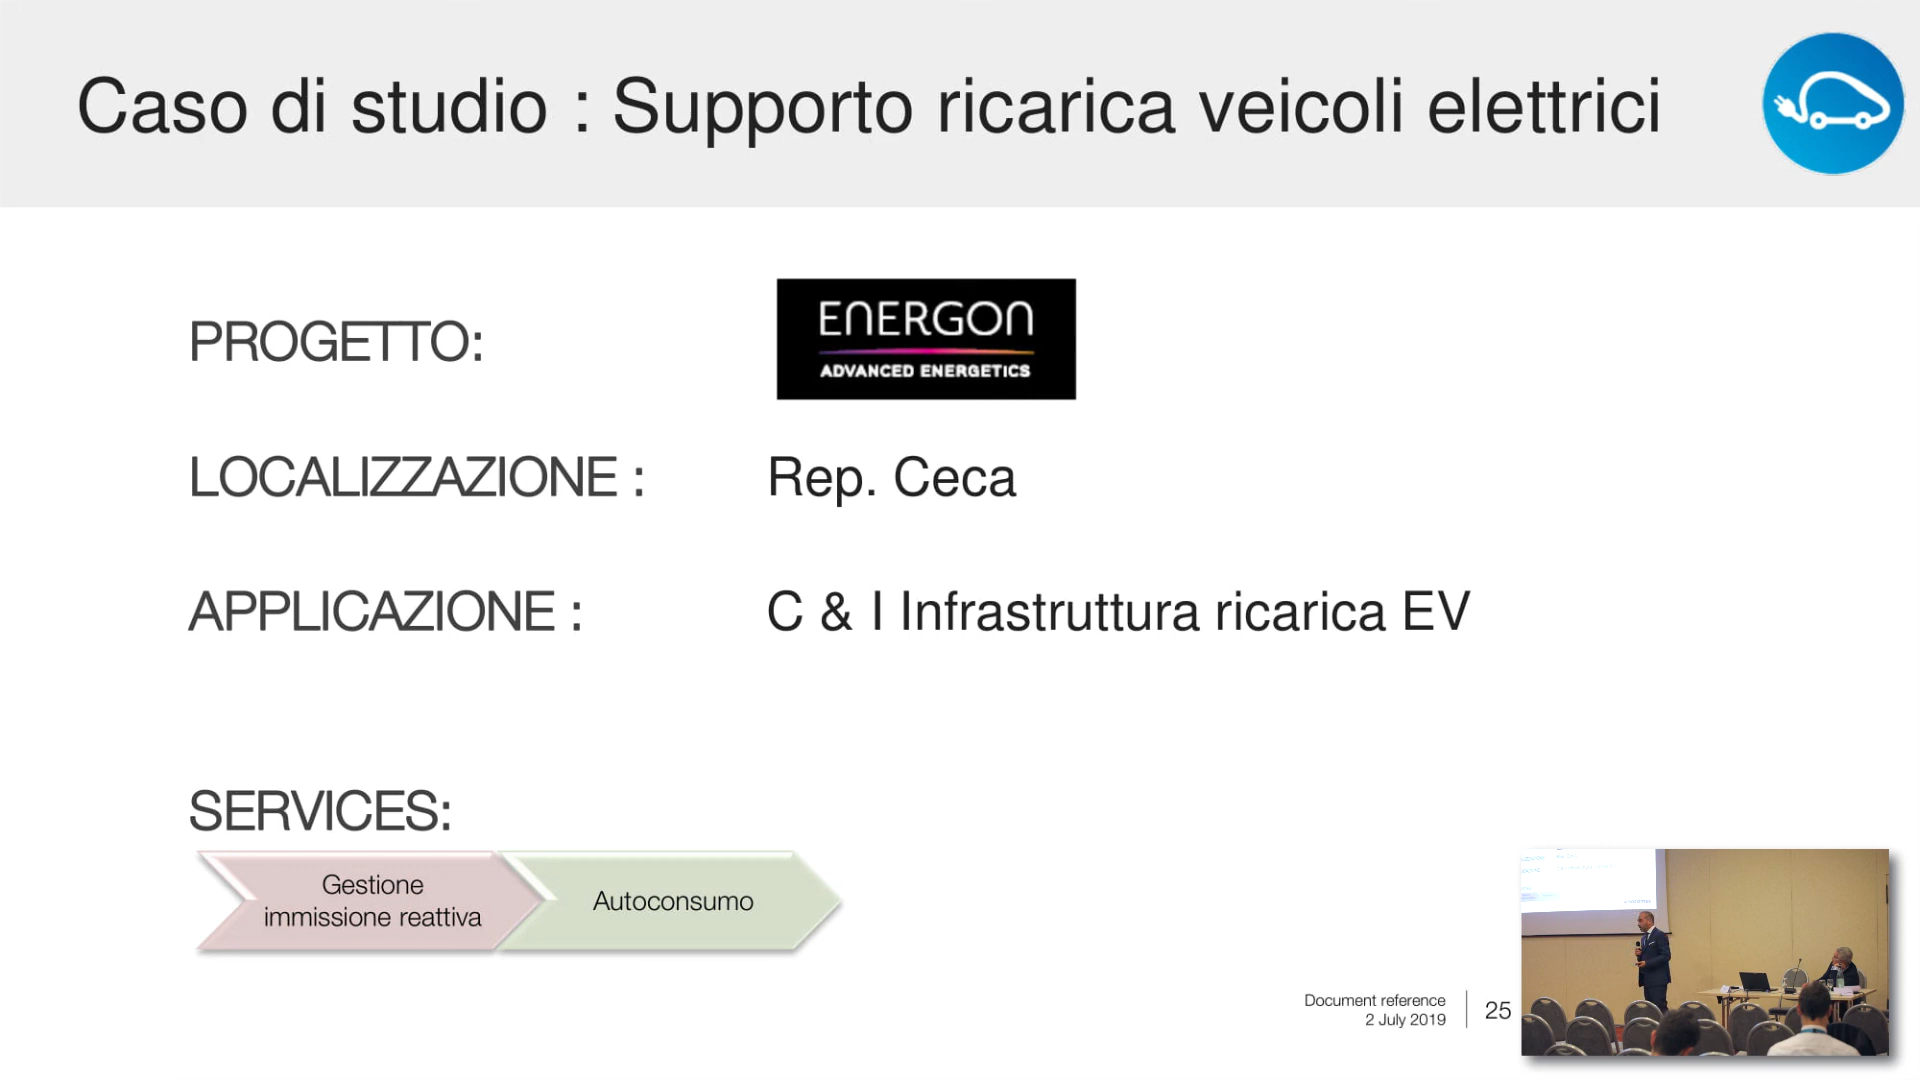 Caso di studio : Supporto ricarica veicoli elettrici
PROGETTO:
ENERGON
ADVANCED ENERGETICS
LOCALIZZAZIONE :
Rep. Ceca
APPLICAZIONE :
C & I Infrastruttura ricarica EV
SERVICES:
Gestione
immissione reattiva
Autoconsumo
Document reference
2 July 2019
25